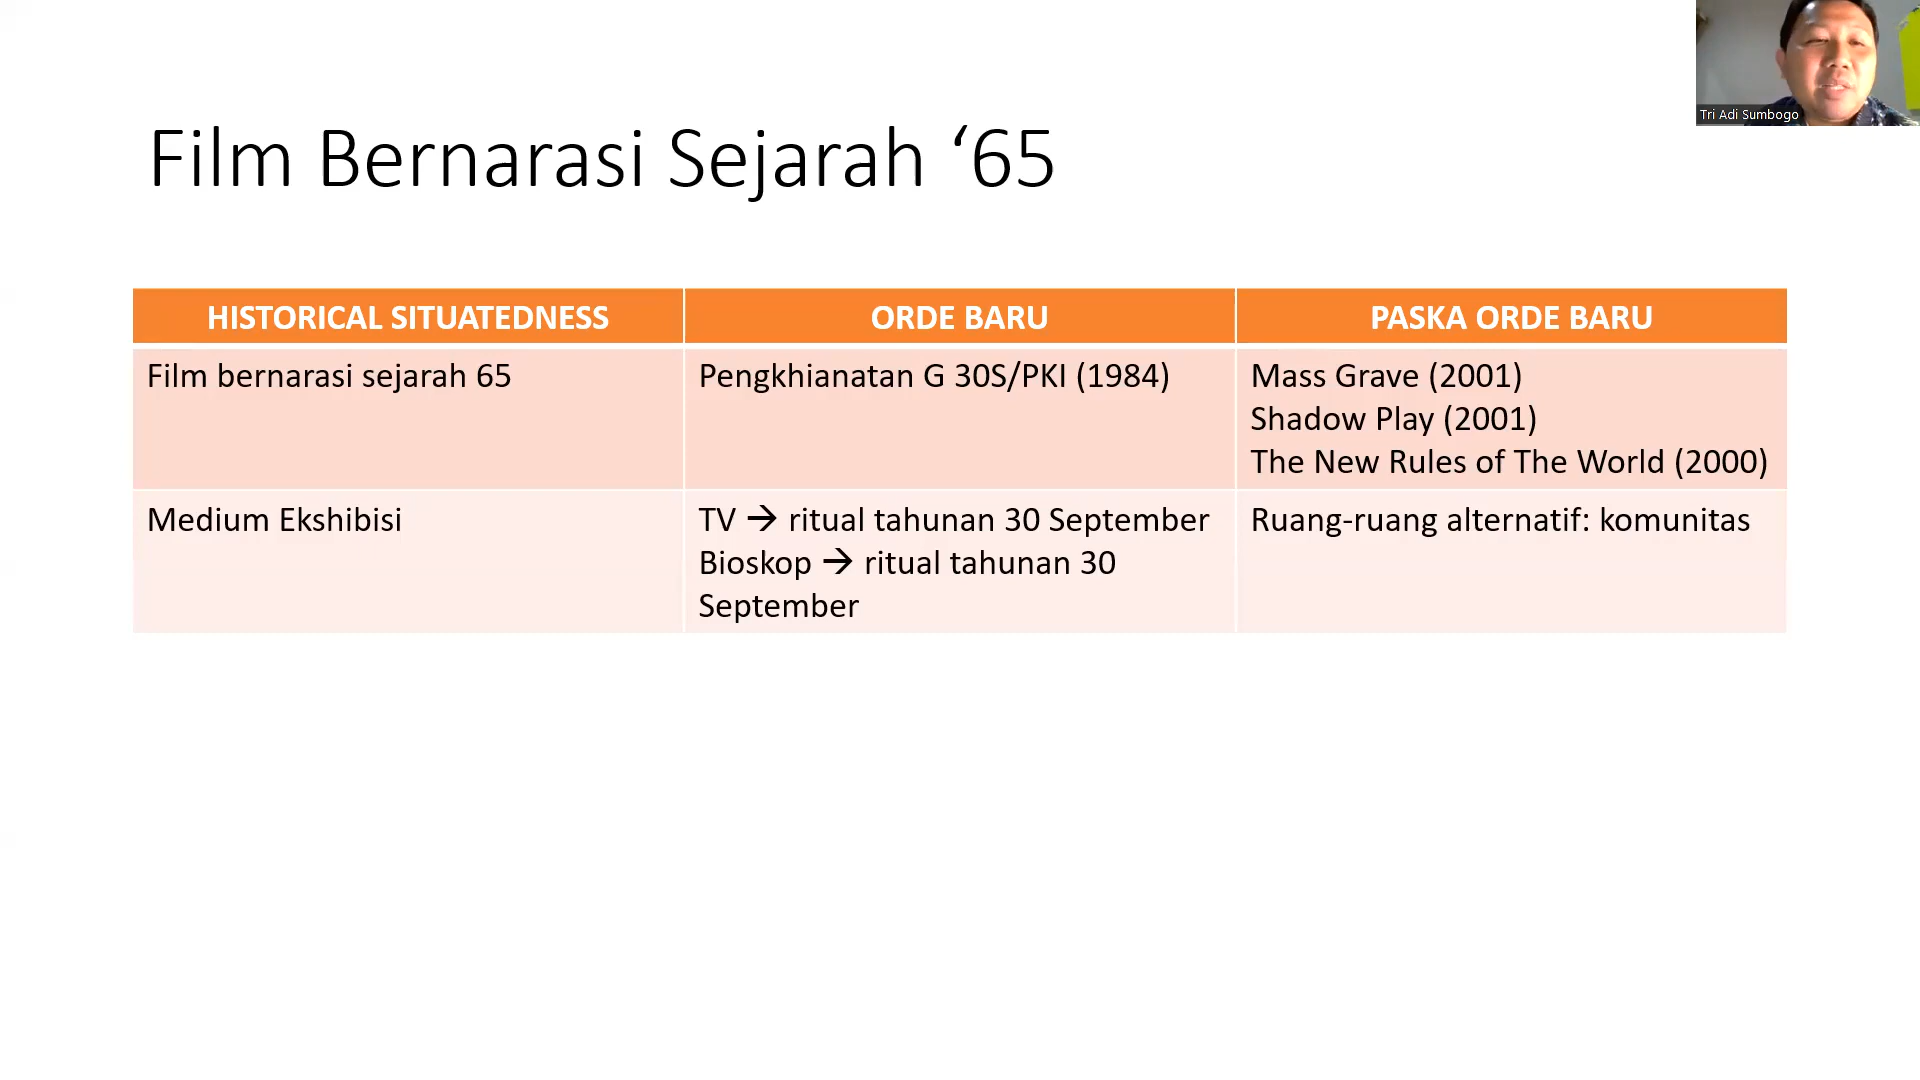 Tri Adi Sumbogo
Film Bernarasi Sejarah ‘65
HISTORICAL SITUATEDNESS
ORDE BARU
PASKA ORDE BARU
Film bernarasi sejarah 65
Pengkhianatan G 30S/PKI (1984)
Mass Grave (2001)
Shadow Play (2001)
The New Rules of The World (2000)
Medium Ekshibisi
TV → ritual tahunan 30 September
Bioskop → ritual tahunan 30
September
Ruang-ruang alternatif: komunitas